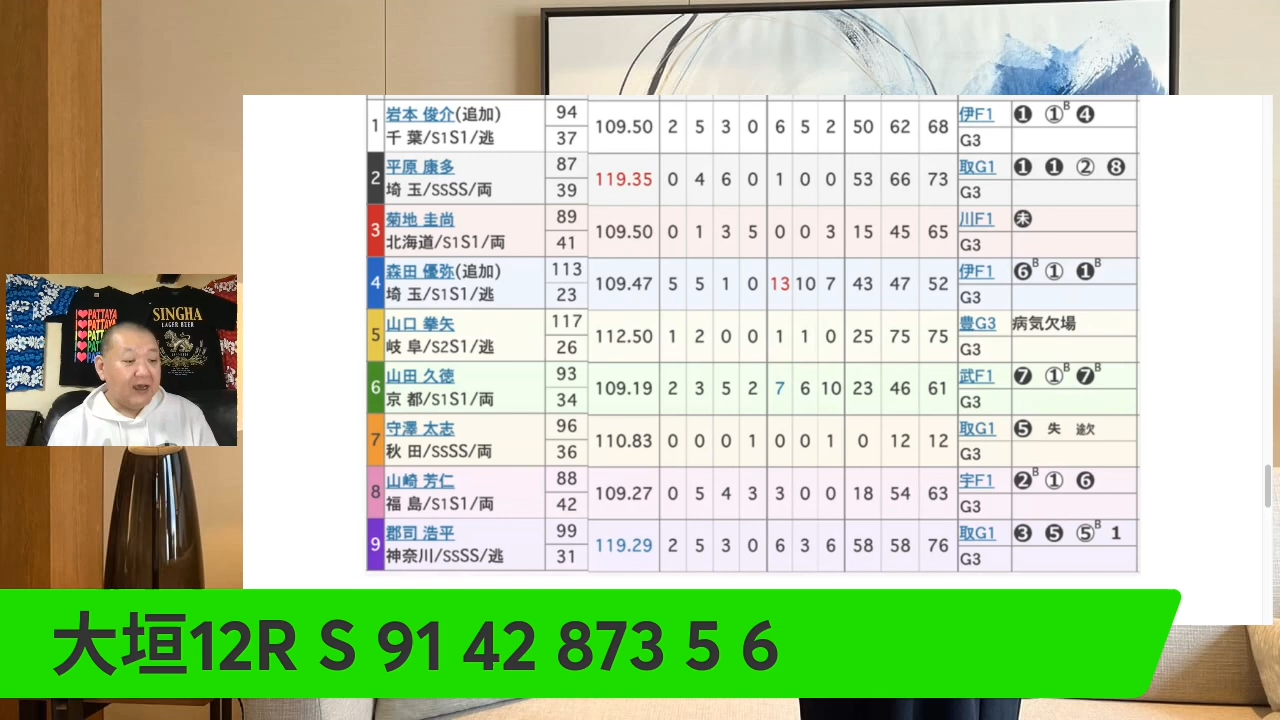 1 岩本 俊介(追加) 94 109.50 2 5 3 0 6 5 2 50 62 68 伊F1 ❶ ①B ❹
千 葉/S1S1/逃 37 G3
2 平原 康多 87 119.35 0 4 6 0 1 0 0 53 66 73 取G1 ❶ ❶ ② ❽
埼 玉/SSSS/両 39 G3
3 菊地 圭尚 89 109.50 0 1 3 5 0 0 3 15 45 65 川F1 未
北海道/S1S1/両 41 G3
4 森田 優弥(追加) 113 109.47 5 5 1 0 13 10 7 43 47 52 伊F1 ❻B ① ❶B
埼 玉/S1S1/逃 23 G3
5 山口 拳矢 117 112.50 1 2 0 0 1 1 0 25 75 75 豊G3 病気欠場
岐 阜/S2S1/逃 26 G3
6 山田 久徳 93 109.19 2 3 5 2 7 6 10 23 46 61 武F1 ❼ ①B ❼B
京 都/S1S1/両 34 G3
7 守澤 太志 96 110.83 0 0 0 1 0 0 1 0 12 12 取G1 ❺ 失 途欠
秋 田/SSSS/両 36 G3
8 山崎 芳仁 88 109.27 0 5 4 3 3 0 0 18 54 63 宇F1 ❷B ① ❻
福 島/S1S1/両 42 G3
9 郡司 浩平 99 119.29 2 5 3 0 6 3 6 58 58 76 取G1 ❸ ❺ ⑤B 1
神奈川/SSSS/逃 31 G3
I❤PATTAYA
I❤PATTAYA
SINGHA
LAGER BEER
大垣12R S 91 42 873 5 6